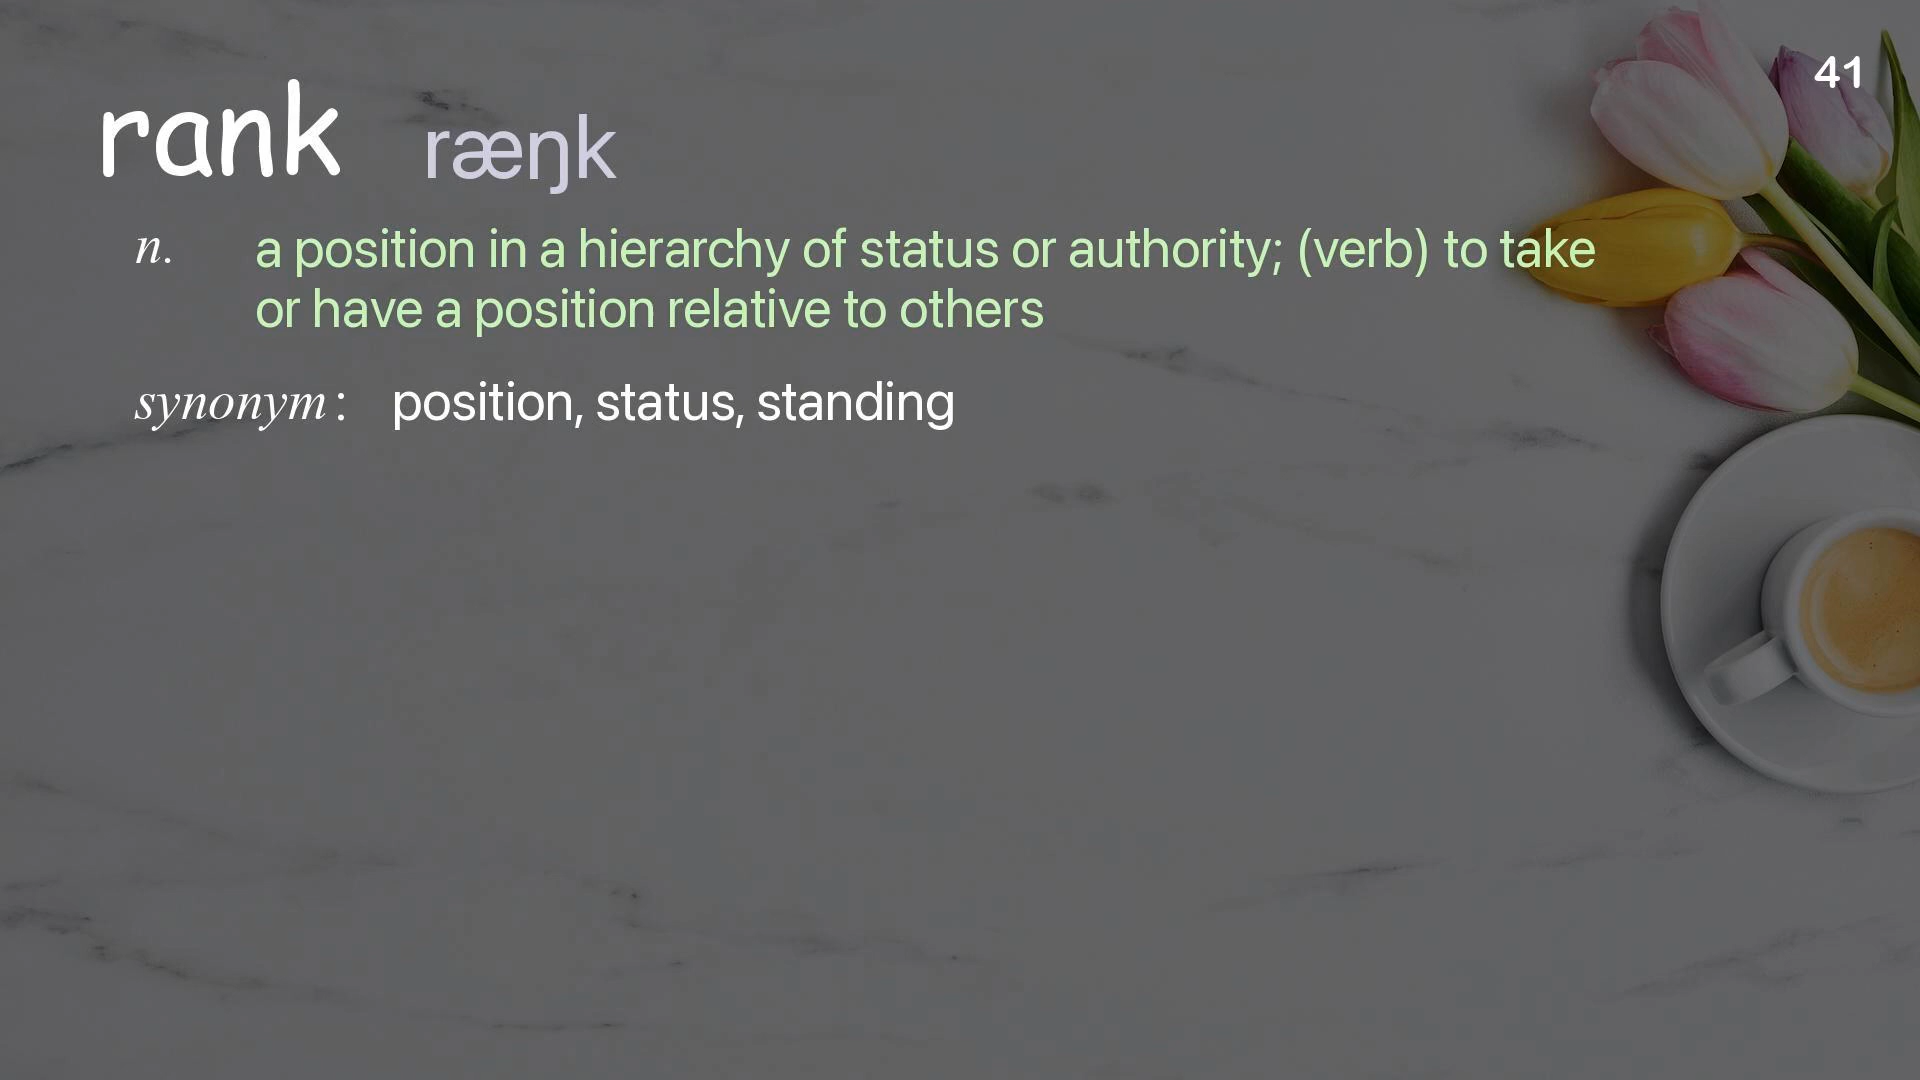 41
rank ræŋk
n. a position in a hierarchy of status or authority; (verb) to take
or have a position relative to others
synonym: position, status, standing